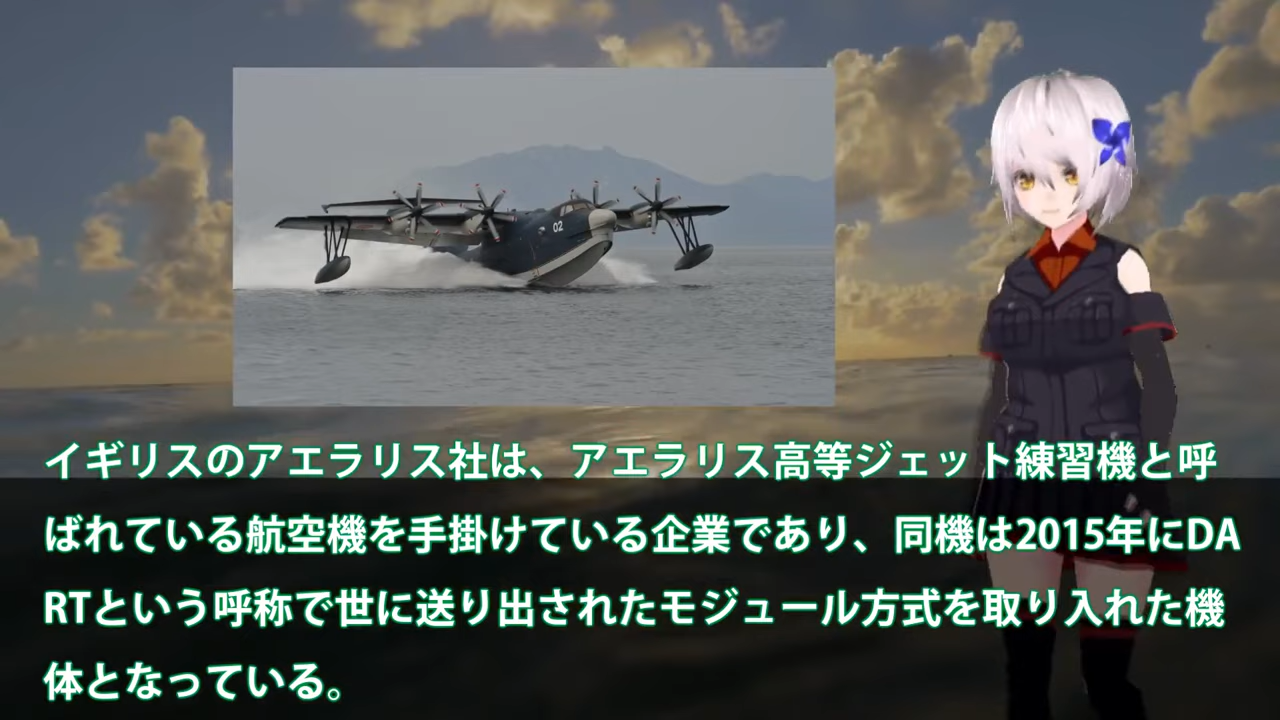 02
イギリスのアエラリス社は、アエラリス高等ジェット練習機と呼
ばれている航空機を手掛けている企業であり、同機は2015年にDA
RTという呼称で世に送り出されたモジュール方式を取り入れた機
体となっている。